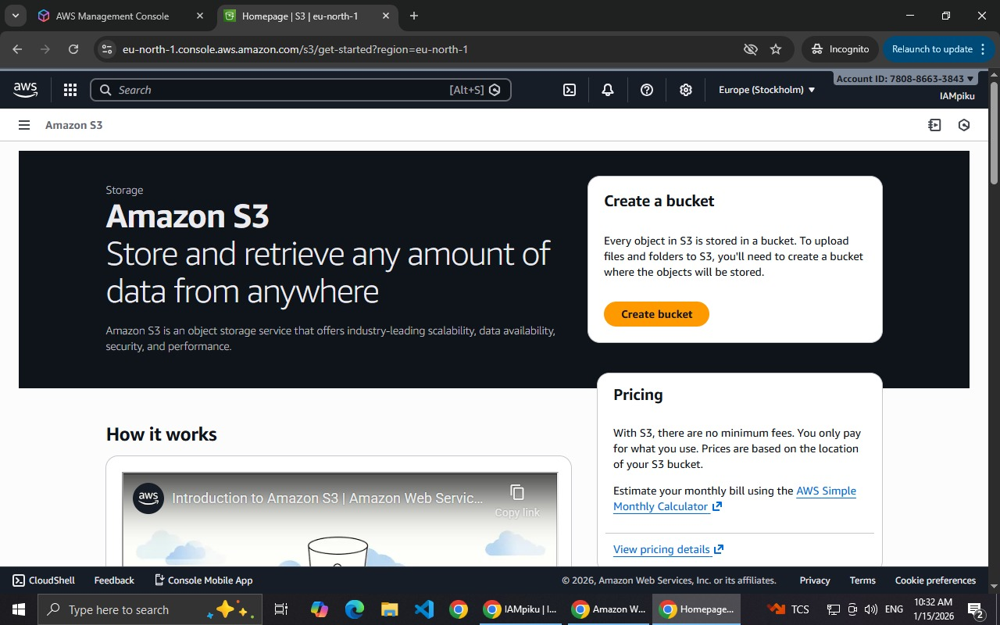 AWS Management Console
Homepage | S3 | eu-north-1
eu-north-1.console.aws.amazon.com/s3/get-started?region=eu-north-1
Incognito
Relaunch to update
aws
Search
[Alt+S]
Europe (Stockholm)
Account ID: 7808-8663-3843
IAMpiku
Amazon S3
Storage
Amazon S3
Store and retrieve any amount of
data from anywhere
Amazon S3 is an object storage service that offers industry-leading scalability, data availability,
security, and performance.
Create a bucket
Every object in S3 is stored in a bucket. To upload
files and folders to S3, you'll need to create a bucket
where the objects will be stored.
Create bucket
Pricing
With S3, there are no minimum fees. You only pay
for what you use. Prices are based on the location
of your S3 bucket.
Estimate your monthly bill using the AWS Simple
Monthly Calculator
View pricing details
How it works
aws
Introduction to Amazon S3 | Amazon Web Servic...
Copy link
CloudShell
Feedback
Console Mobile App
© 2026, Amazon Web Services, Inc. or its affiliates.
Privacy
Terms
Cookie preferences
Type here to search
IAMpiku | I...
Amazon W...
Homepage...
TCS
ENG
10:32 AM
1/15/2026
2